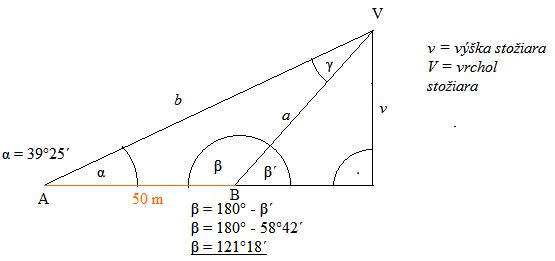 V
v = výška stožiara
V = vrchol
stožiara
γ
b
a
v
.
α = 39°25´
α
β
β´
.
A
50 m
B
β = 180° - β´
β = 180° - 58°42´
β = 121°18´